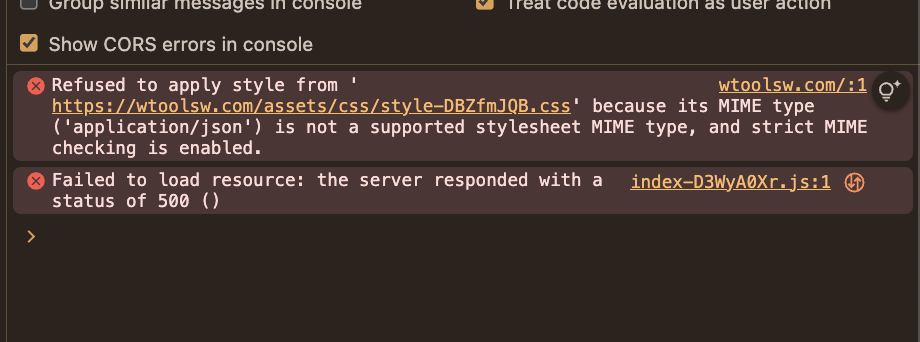 Group similar messages in console
Treat code evaluation as user action
Show CORS errors in console
Refused to apply style from ' wtoolsw.com/:1
https://wtoolsw.com/assets/css/style-DBZfmJQB.css' because its MIME type
('application/json') is not a supported stylesheet MIME type, and strict MIME
checking is enabled.
Failed to load resource: the server responded with a index-D3WyA0Xr.js:1
status of 500 ()